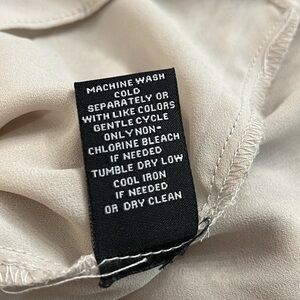 MACHINE WASH
COLD
SEPARATELY OR
WITH LIKE COLORS
GENTLE CYCLE
ONLY NON-
CHLORINE BLEACH
IF NEEDED
TUMBLE DRY LOW
COOL IRON
IF NEEDED
OR DRY CLEAN